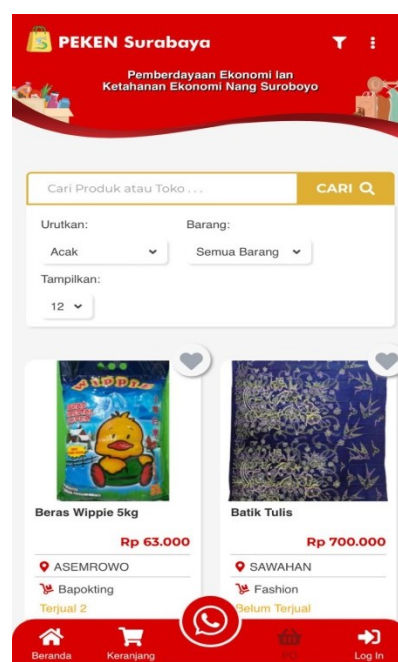 PEKEN Surabaya
Pemberdayaan Ekonomi lan
Ketahanan Ekonomi Nang Suroboyo
Cari Produk atau Toko . . .
CARI
Urutkan:
Barang:
Acak
Semua Barang
Tampilkan:
12
Wippie
Beras Wippie 5kg
Batik Tulis
Rp 63.000
Rp 700.000
ASEMROWO
SAWAHAN
Bapokting
Fashion
Terjual 2
Belum Terjual
Beranda
Keranjang
Log In